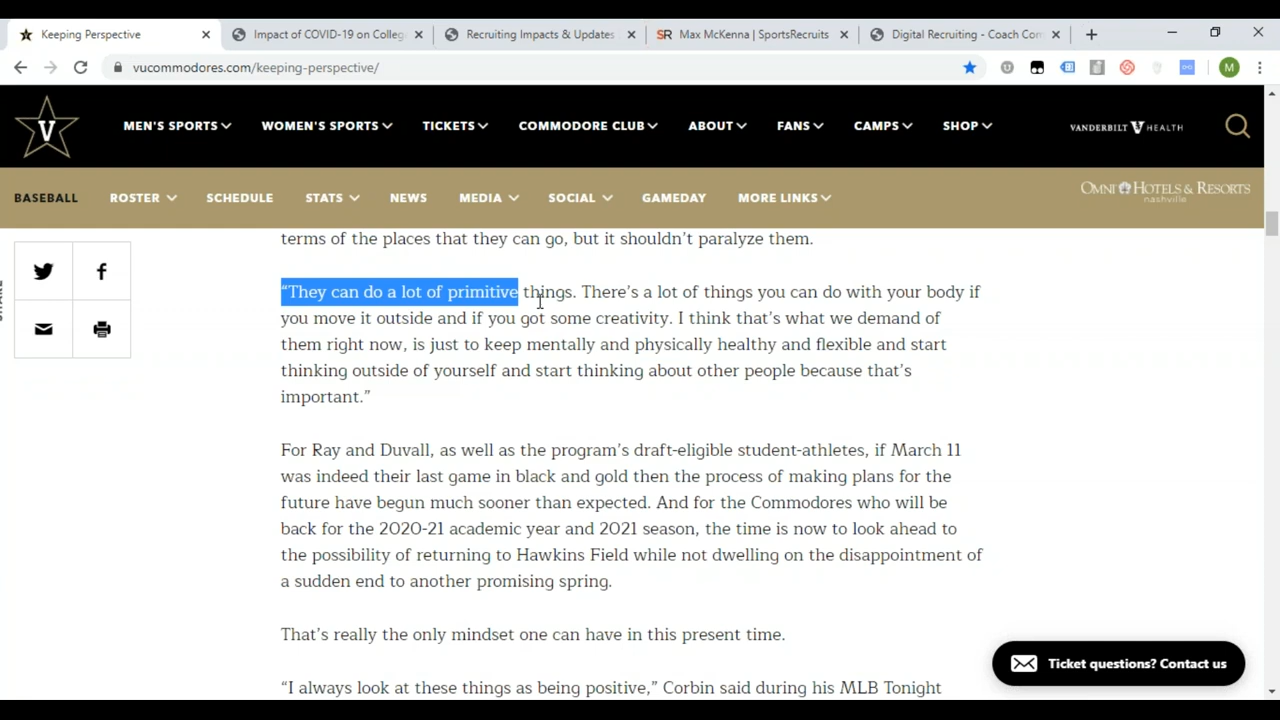 Keeping Perspective
Impact of COVID-19 on Colleg
Recruiting Impacts & Updates
SR Max McKenna | SportsRecruits
Digital Recruiting - Coach Com
vucommodores.com/keeping-perspective/
M
V
MEN'S SPORTS
WOMEN'S SPORTS
TICKETS
COMMODORE CLUB
ABOUT
FANS
CAMPS
SHOP
VANDERBILT V HEALTH
BASEBALL
ROSTER
SCHEDULE
STATS
NEWS
MEDIA
SOCIAL
GAMEDAY
MORE LINKS
OMNI HOTELS & RESORTS
nashville
terms of the places that they can go, but it shouldn't paralyze them.
“They can do a lot of primitive things. There's a lot of things you can do with your body if
you move it outside and if you got some creativity. I think that's what we demand of
them right now, is just to keep mentally and physically healthy and flexible and start
thinking outside of yourself and start thinking about other people because that's
important.”
For Ray and Duvall, as well as the program's draft-eligible student-athletes, if March 11
was indeed their last game in black and gold then the process of making plans for the
future have begun much sooner than expected. And for the Commodores who will be
back for the 2020-21 academic year and 2021 season, the time is now to look ahead to
the possibility of returning to Hawkins Field while not dwelling on the disappointment of
a sudden end to another promising spring.
That's really the only mindset one can have in this present time.
“I always look at these things as being positive,” Corbin said during his MLB Tonight
Ticket questions? Contact us